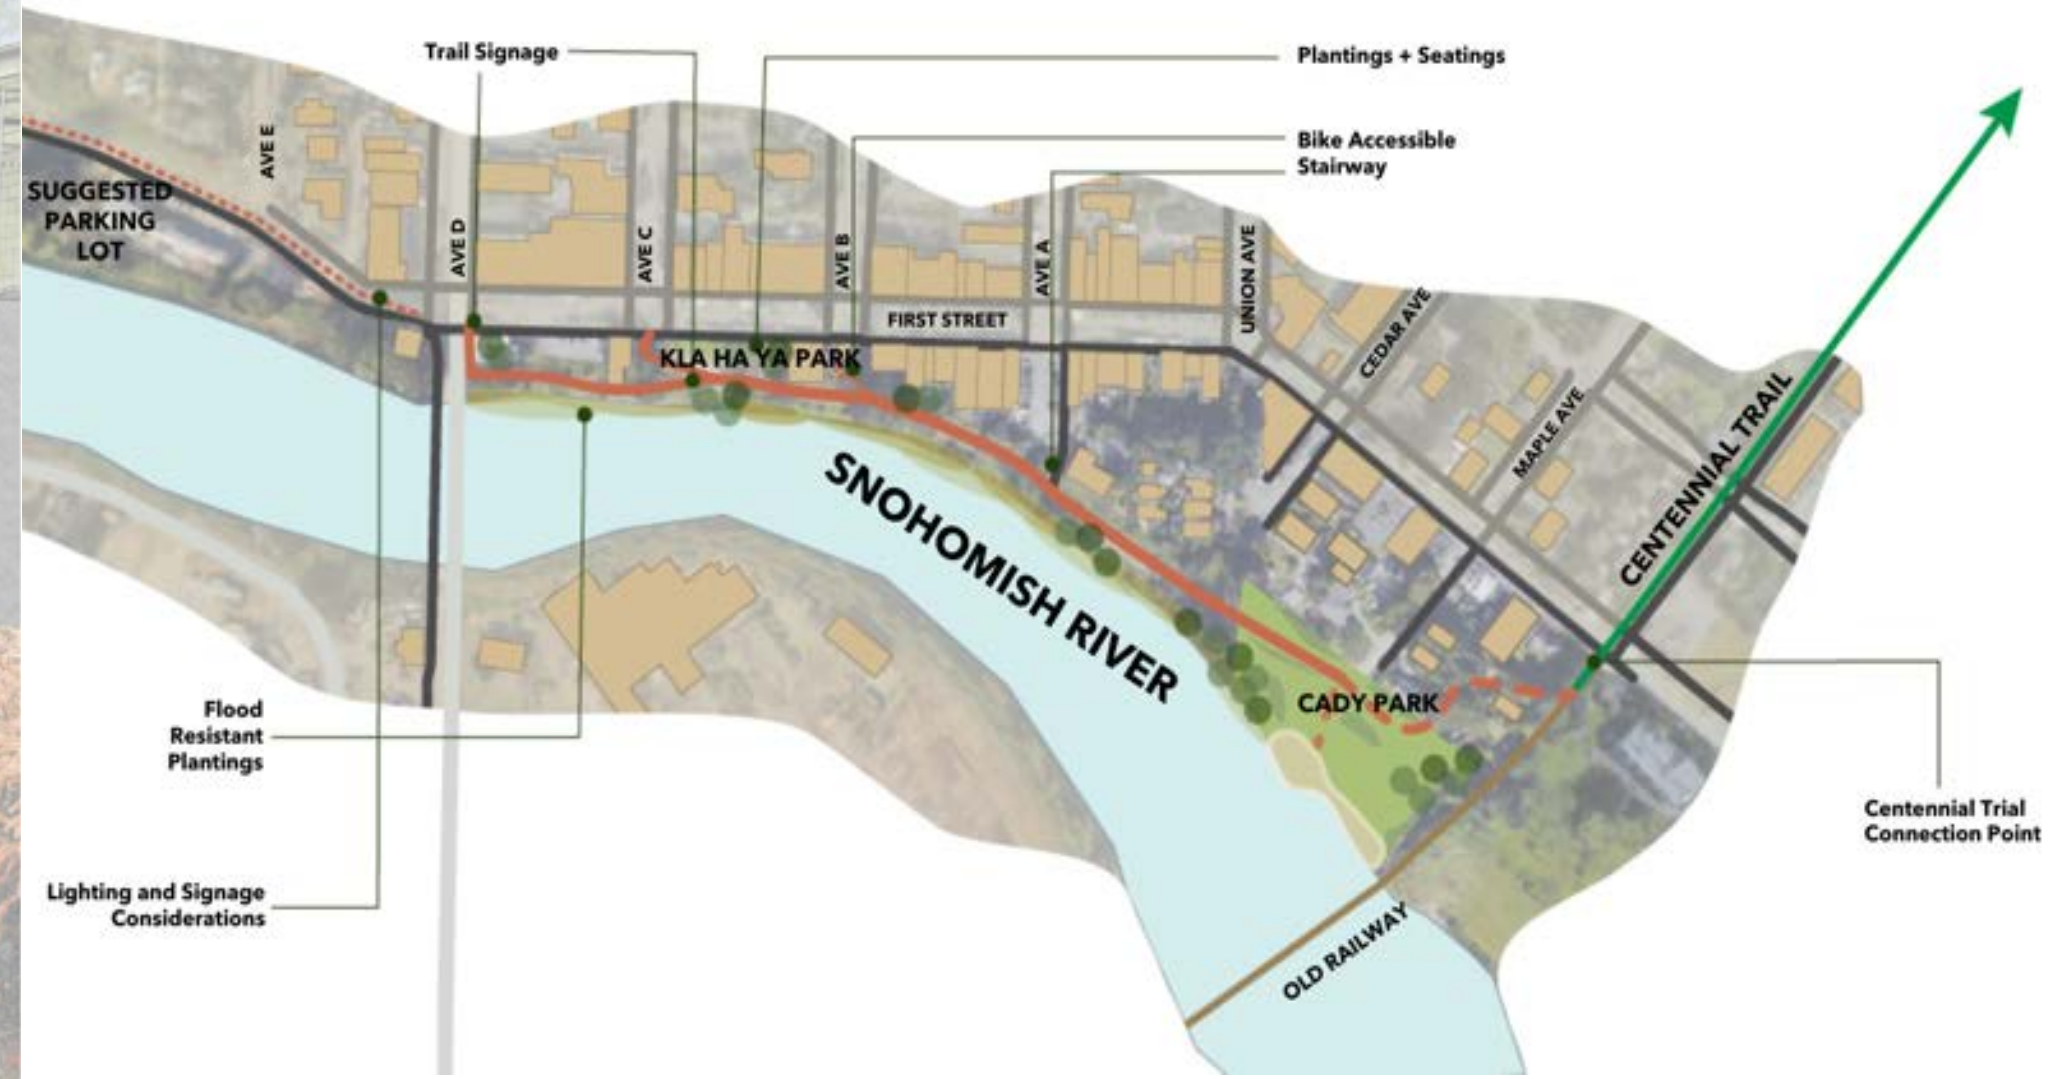 Trail Signage
Plantings + Seatings
Bike Accessible
Stairway
AVE E
SUGGESTED
PARKING
LOT
AVE D
AVE C
AVE B
AVE A
UNION AVE
FIRST STREET
CEDAR AVE
KLA HA YA PARK
MAPLE AVE
CENTENNIAL TRAIL
SNOHOMISH RIVER
CADY PARK
Flood
Resistant
Plantings
Centennial Trial
Connection Point
Lighting and Signage
Considerations
OLD RAILWAY